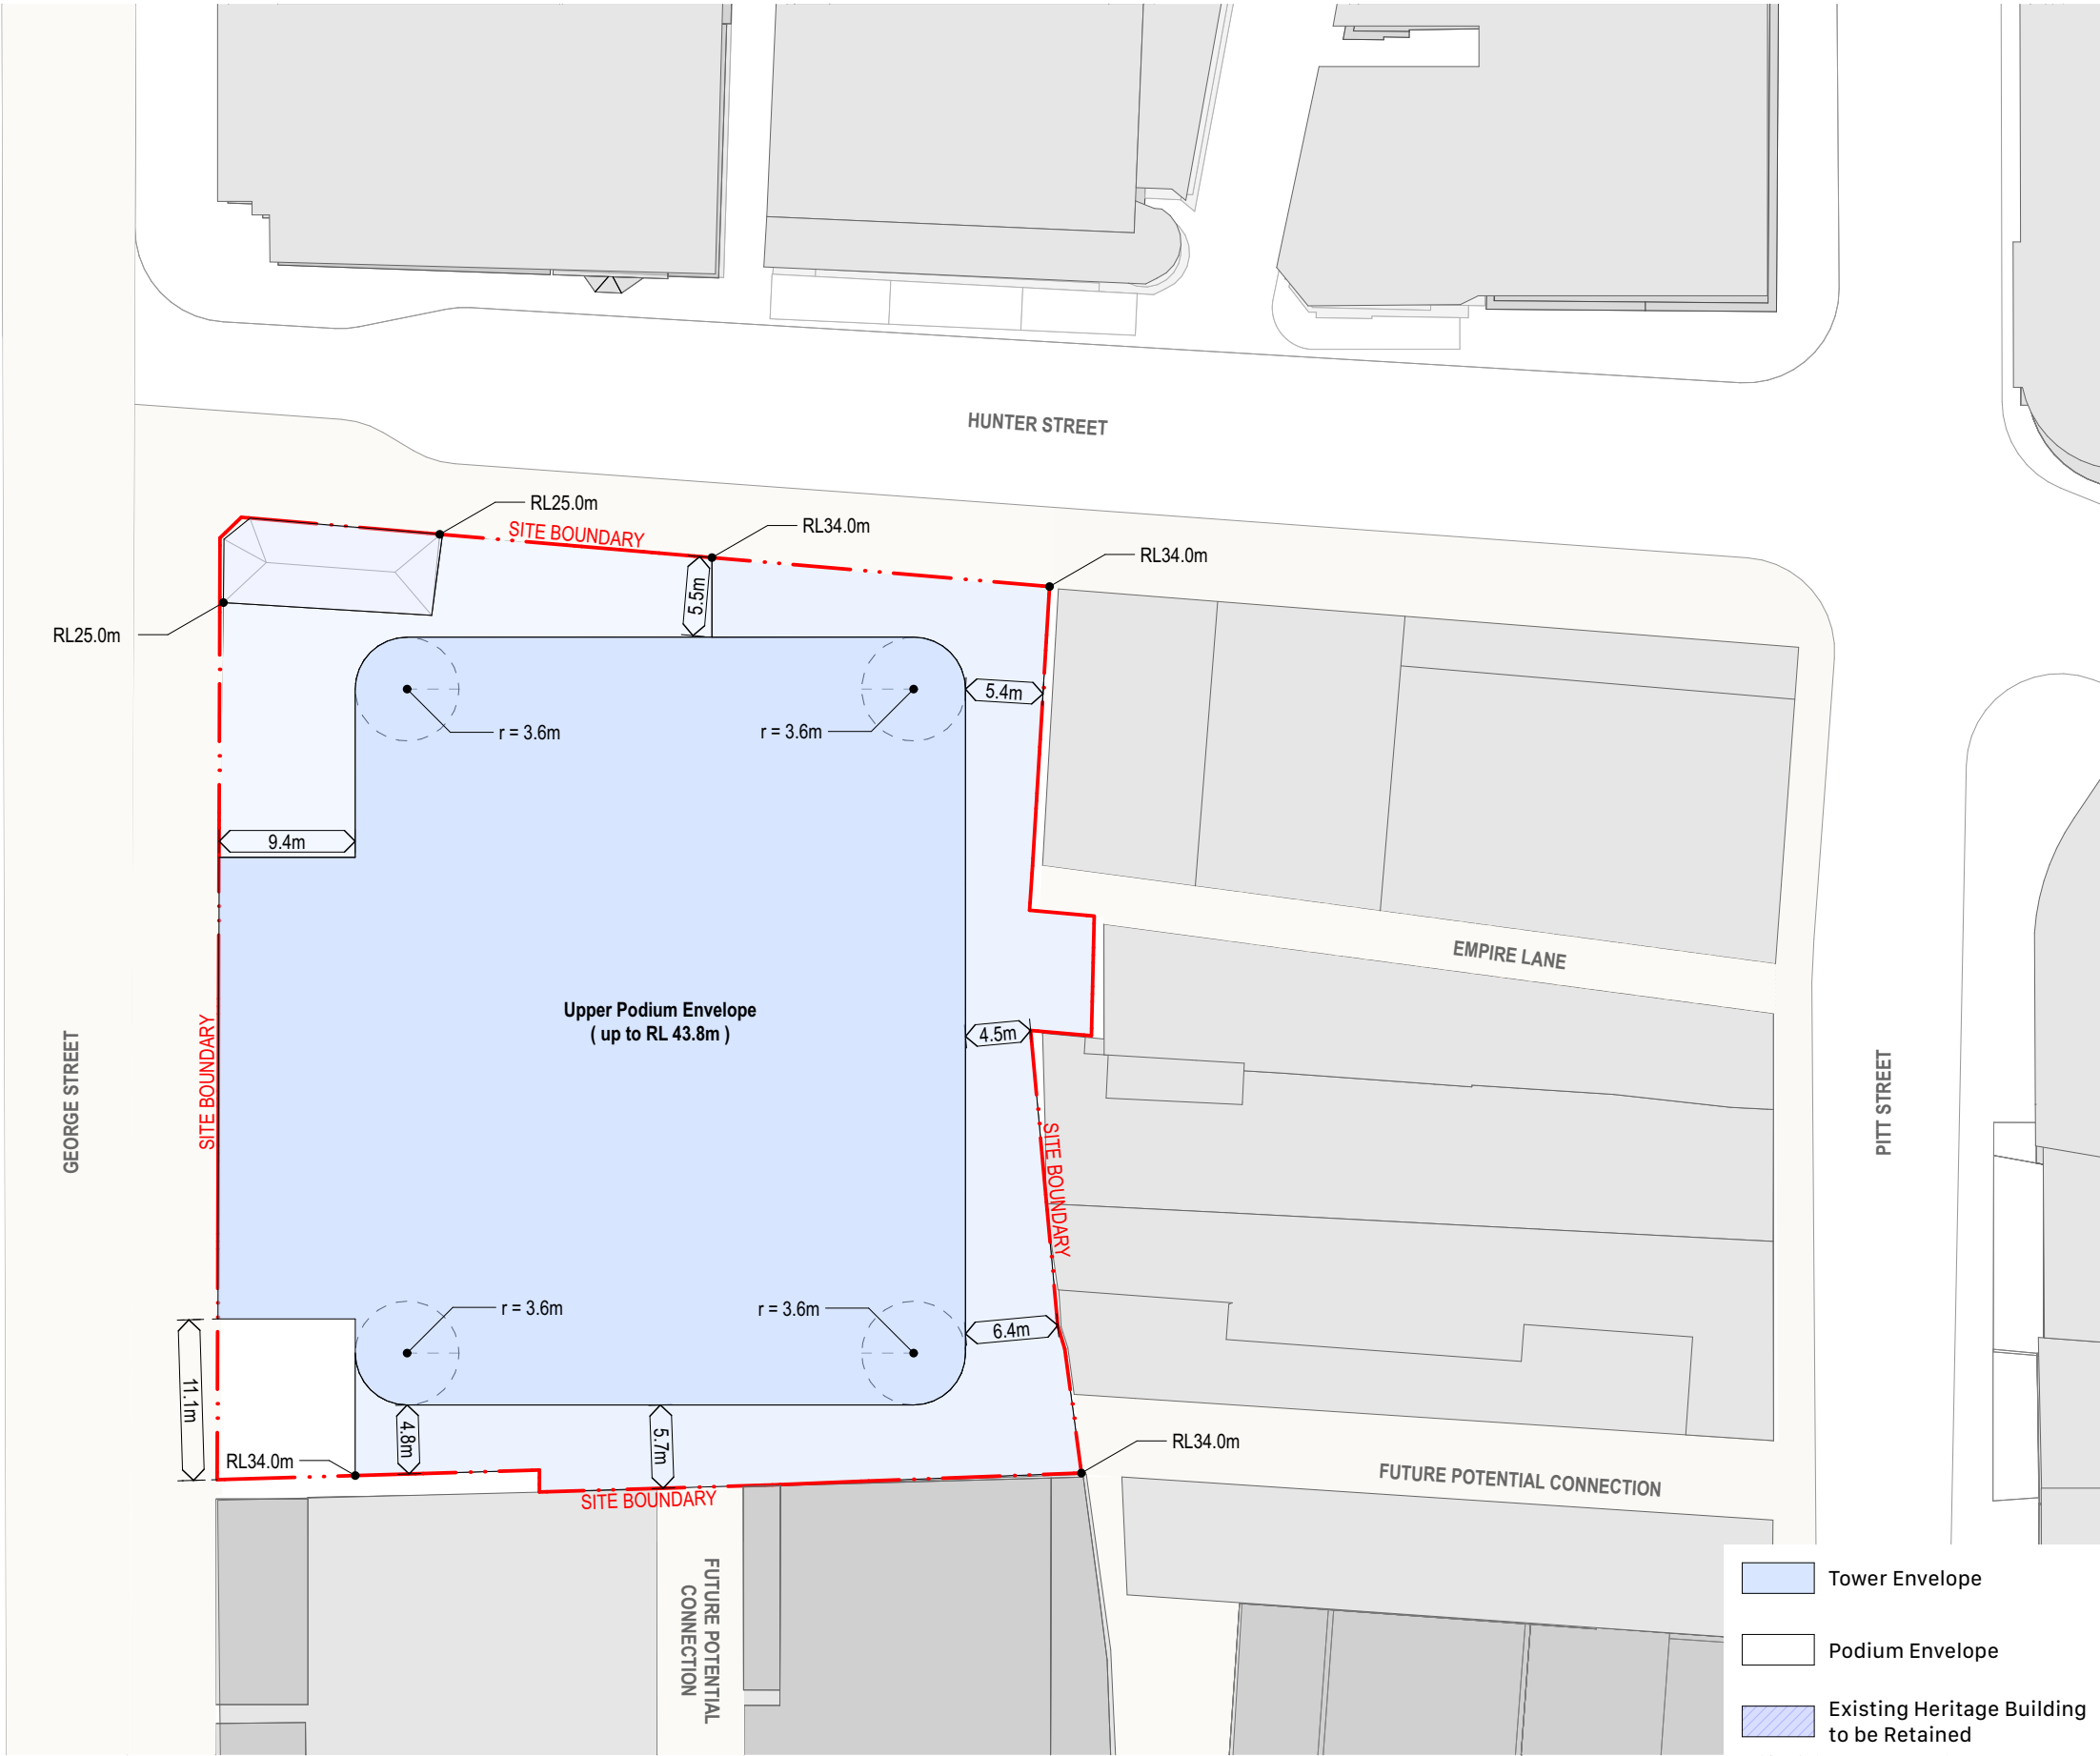 HUNTER STREET
RL25.0m
SITE BOUNDARY
RL34.0m
RL34.0m
5.5m
RL25.0m
5.4m
r = 3.6m
r = 3.6m
9.4m
EMPIRE LANE
Upper Podium Envelope
( up to RL 43.8m )
4.5m
GEORGE STREET
SITE BOUNDARY
SITE BOUNDARY
PITT STREET
r = 3.6m
r = 3.6m
6.4m
11.1m
4.8m
5.7m
RL34.0m
RL34.0m
SITE BOUNDARY
FUTURE POTENTIAL CONNECTION
FUTURE POTENTIAL
CONNECTION
Tower Envelope
Podium Envelope
Existing Heritage Building
to be Retained